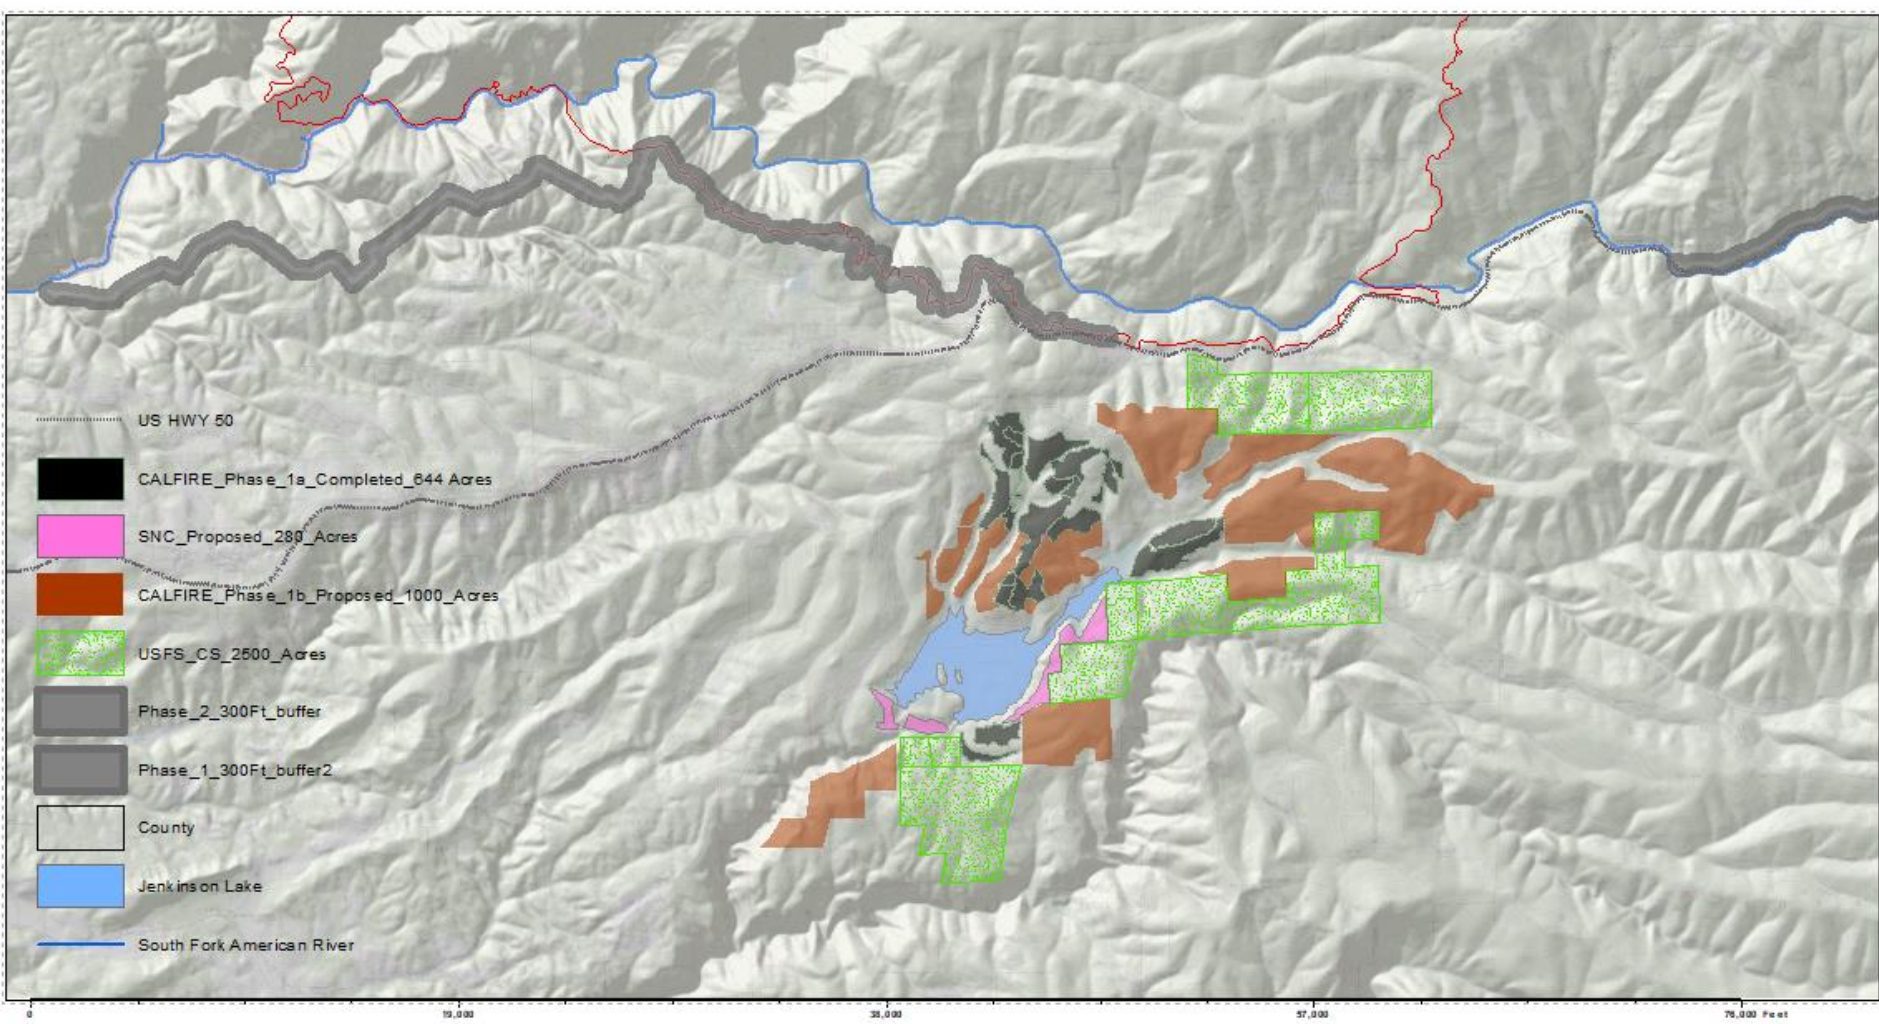 US HWY 50
CALFIRE_Phase_1a_Completed_644 Acres
SNC_Proposed_280_Acres
CALFIRE_Phase_1b_Proposed_1000_Acres
USFS_CS_2500_Acres
Phase_2_300Ft_buffer
Phase_1_300Ft_buffer2
County
Jenkinson Lake
South Fork American River
0 19,000 38,000 57,000 76,000 Feet